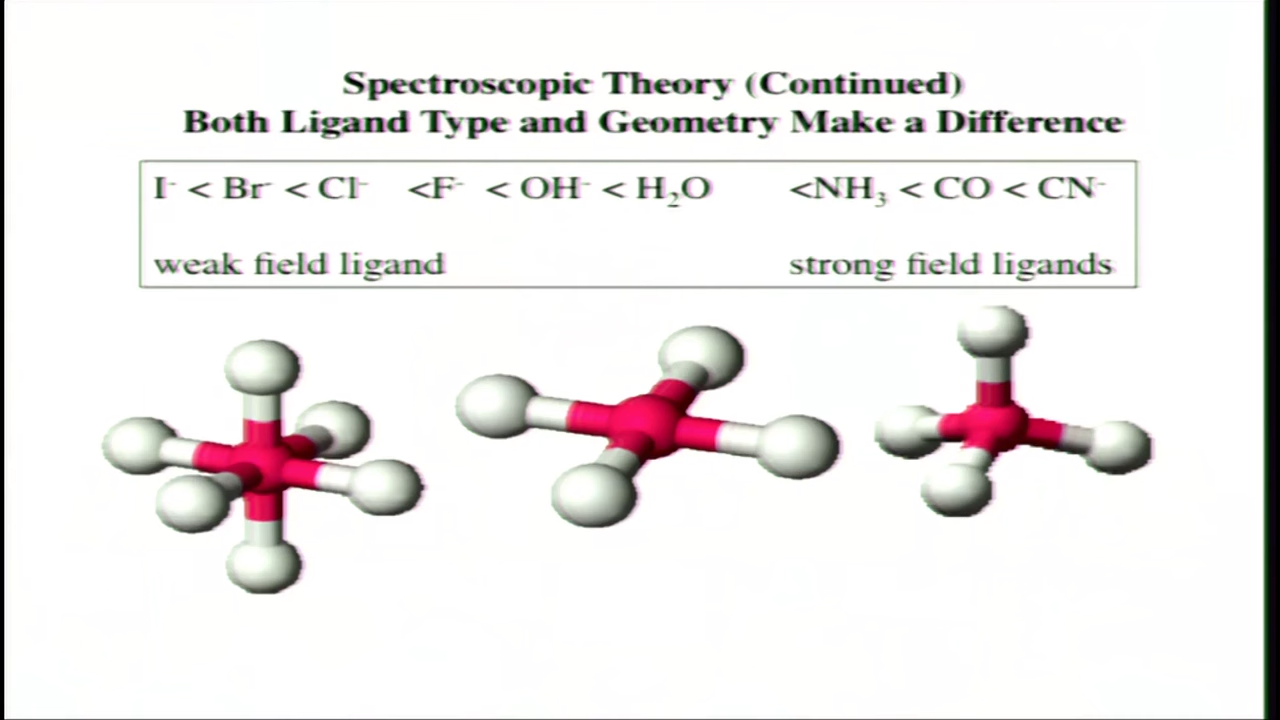 Spectroscopic Theory (Continued)
Both Ligand Type and Geometry Make a Difference
I⁻ < Br⁻ < Cl⁻ <F⁻ < OH⁻ < H₂O <NH₃ < CO < CN⁻
weak field ligand strong field ligands